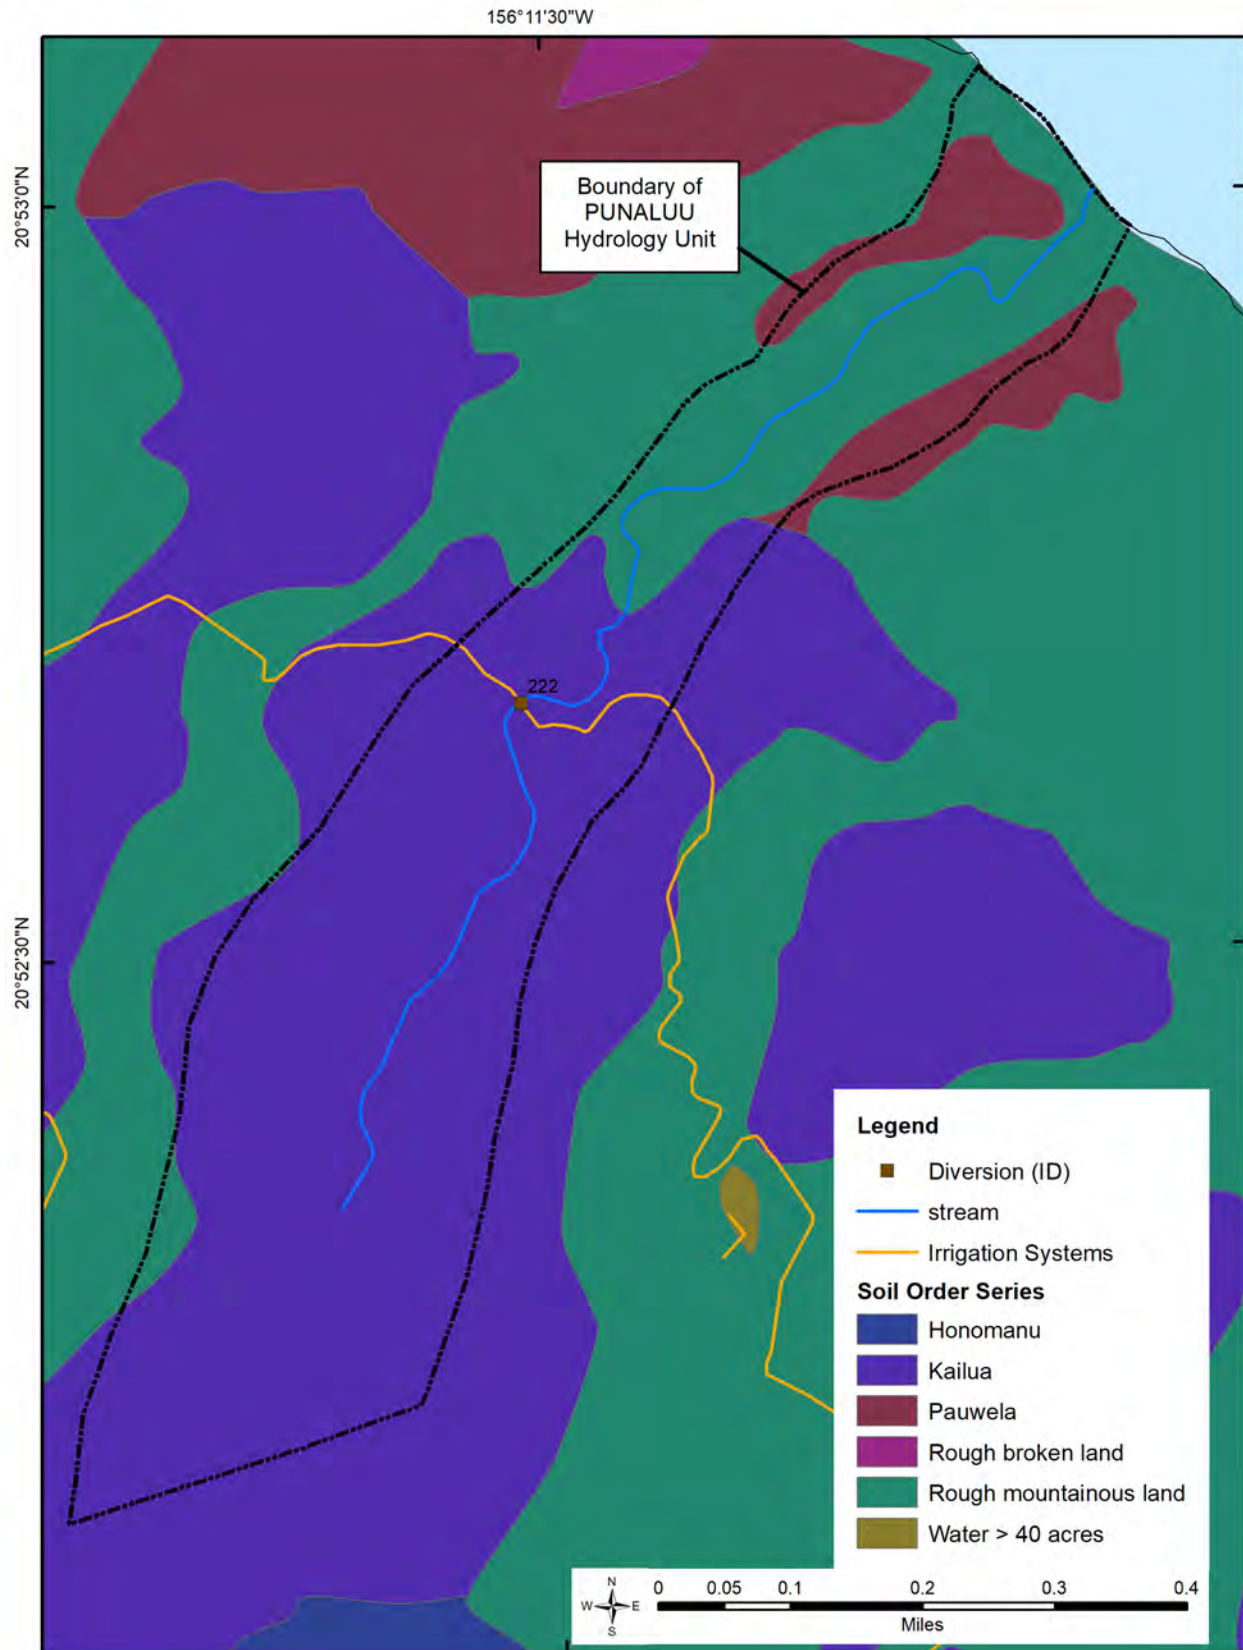 156°11'30"W
20°53'0"N
Boundary of
PUNALUU
Hydrology Unit
222
20°52'30"N
Legend
Diversion (ID)
stream
Irrigation Systems
Soil Order Series
Honomanu
Kailua
Pauwela
Rough broken land
Rough mountainous land
Water > 40 acres
N
W E
S
0 0.05 0.1 0.2 0.3 0.4
Miles